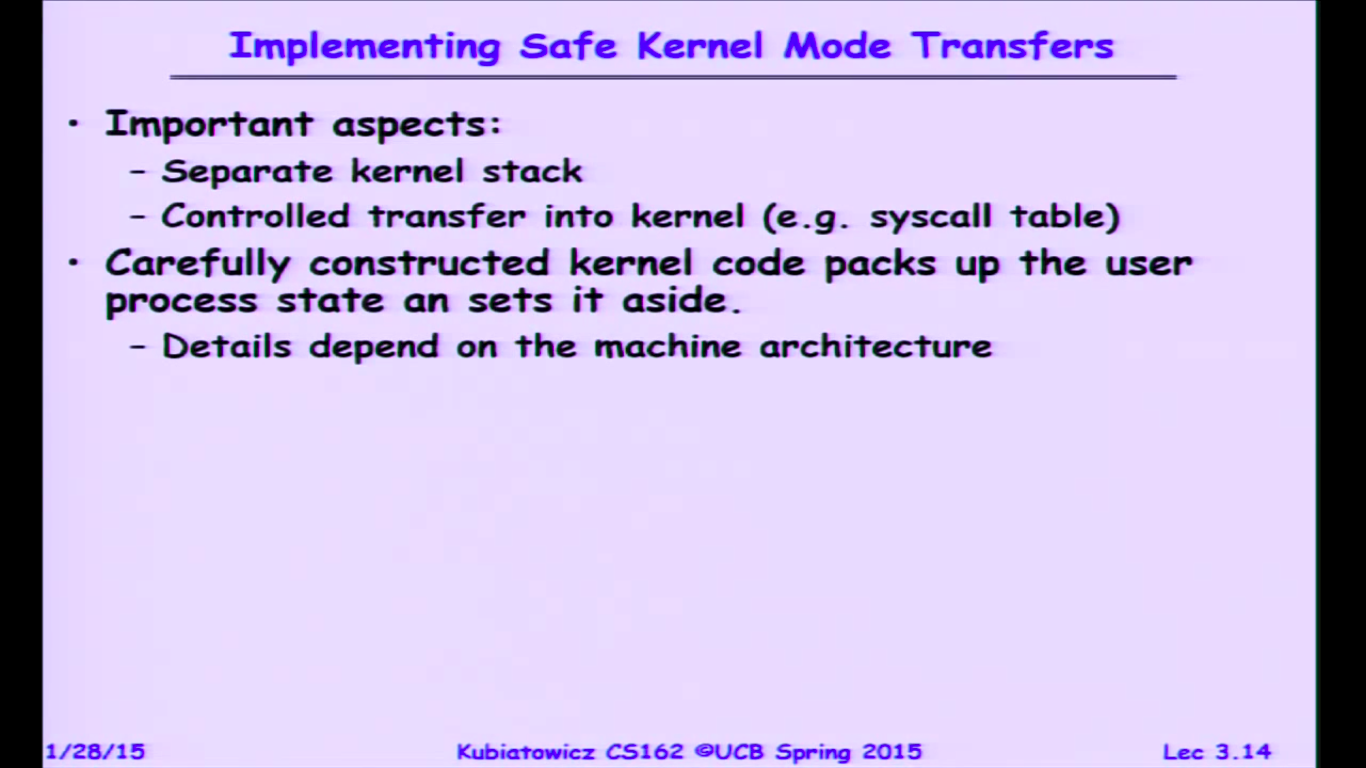 Implementing Safe Kernel Mode Transfers
• Important aspects:
– Separate kernel stack
– Controlled transfer into kernel (e.g. syscall table)
• Carefully constructed kernel code packs up the user
process state an sets it aside.
– Details depend on the machine architecture
1/28/15 Kubiatowicz CS162 ©UCB Spring 2015 Lec 3.14